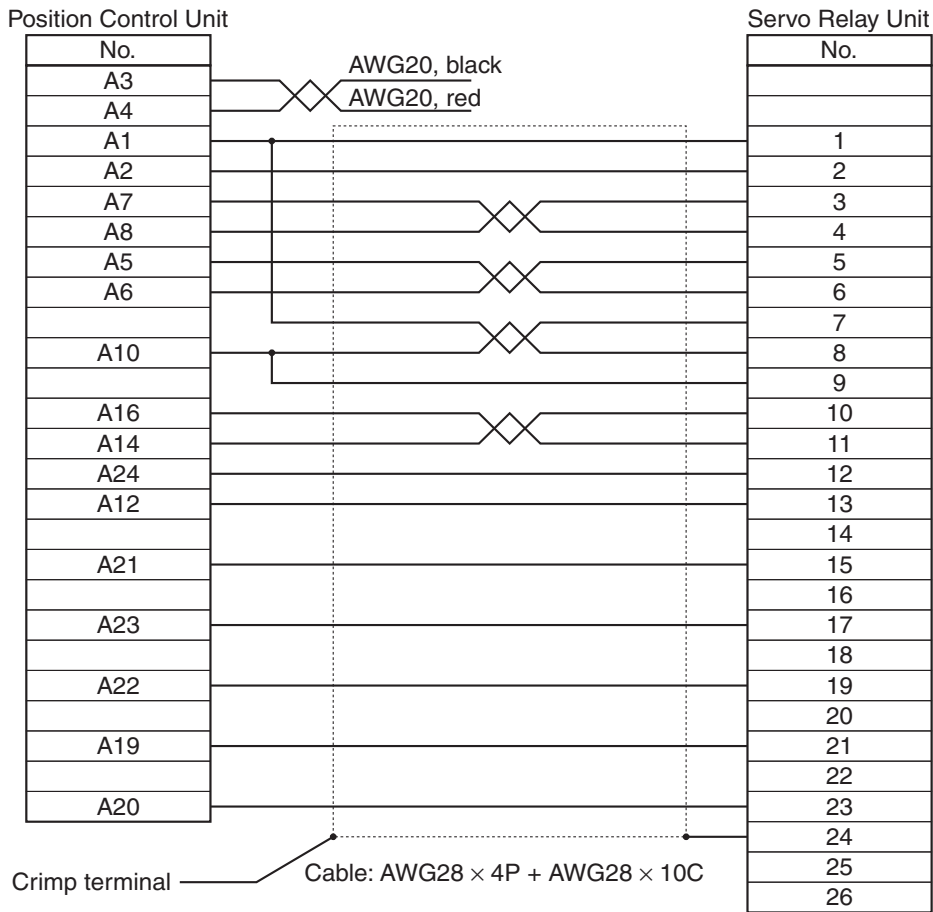 Position Control Unit Servo Relay Unit
No. No.
A3 AWG20, black
A4 AWG20, red
A1 1
A2 2
A7 3
A8 4
A5 5
A6 6
7
A10 8
9
A16 10
A14 11
A24 12
A12 13
14
A21 15
16
A23 17
18
A22 19
20
A19 21
22
A20 23
24
Crimp terminal Cable: AWG28 × 4P + AWG28 × 10C 25
26